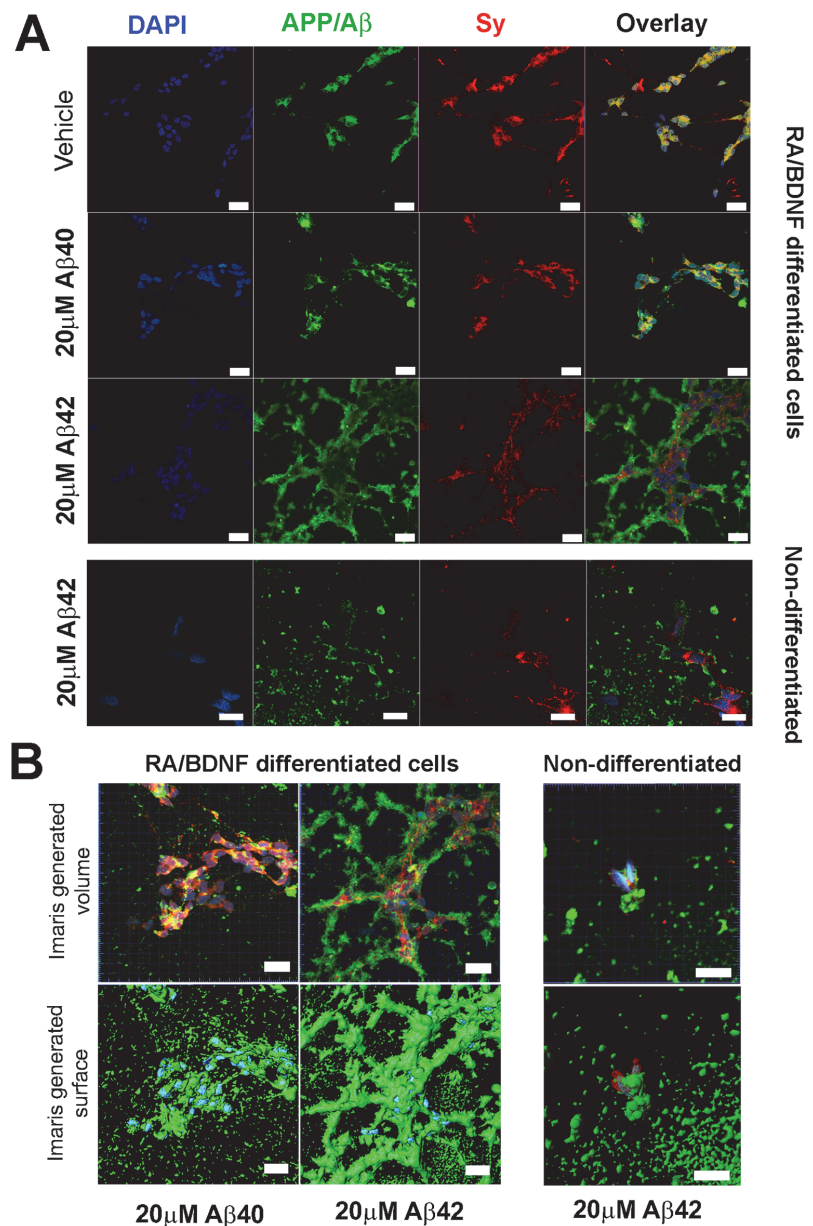 A
DAPI
APP/Aβ
Sy
Overlay
Vehicle
20μM Aβ40
20μM Aβ42
RA/BDNF differentiated cells
20μM Aβ42
Non-differentiated
B
RA/BDNF differentiated cells
Non-differentiated
Imaris generated
volume
Imaris generated
surface
20μM Aβ40
20μM Aβ42
20μM Aβ42